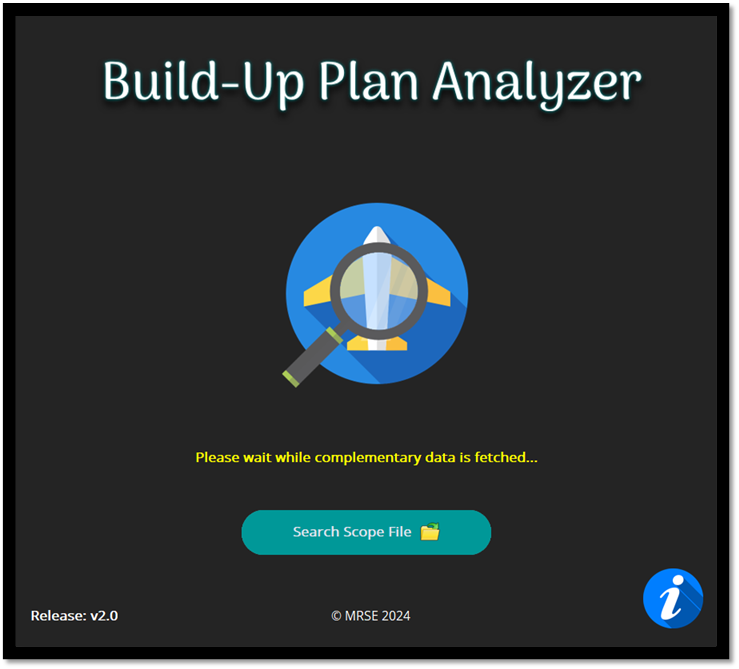 Build-Up Plan Analyzer
Please wait while complementary data is fetched...
Search Scope File
Release: v2.0
© MRSE 2024
i